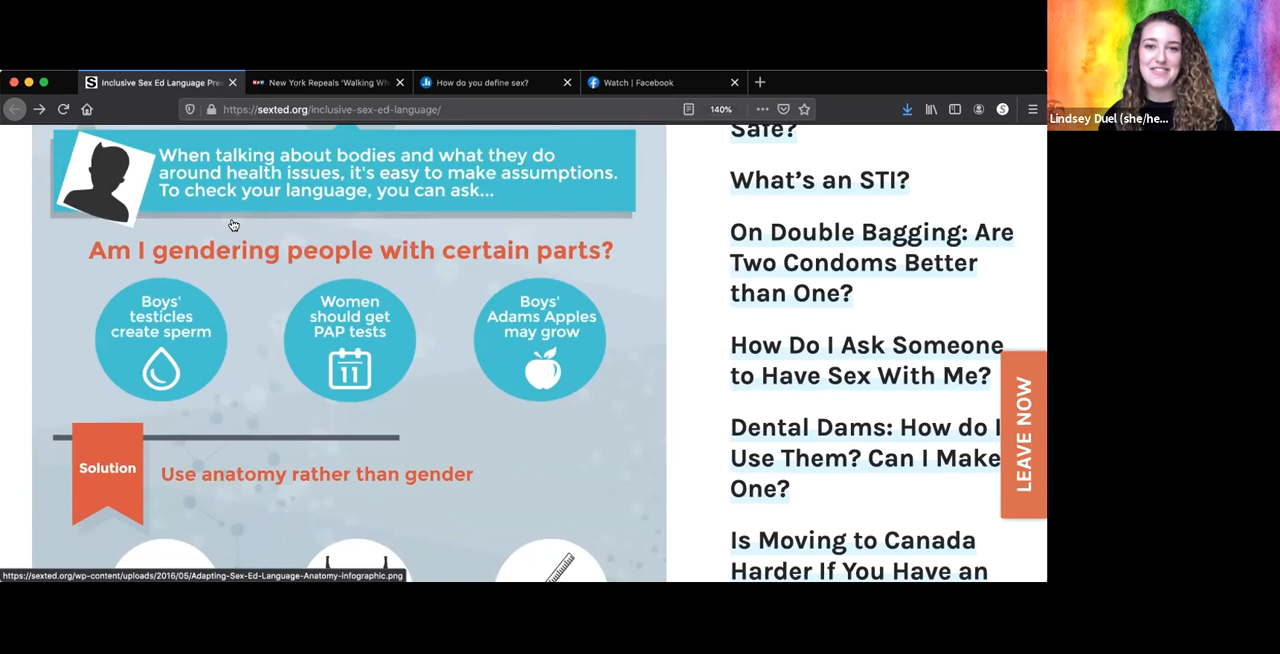 Inclusive Sex Ed Language Pre
New York Repeals 'Walking Wh
How do you define sex?
Watch | Facebook
https://sexted.org/inclusive-sex-ed-language/
140%
Lindsey Duel (she/he...
When talking about bodies and what they do
around health issues, it's easy to make assumptions.
To check your language, you can ask...
Am I gendering people with certain parts?
Boys'
testicles
create sperm
Women
should get
PAP tests
11
Boys'
Adams Apples
may grow
Solution
Use anatomy rather than gender
Safe?
What's an STI?
On Double Bagging: Are
Two Condoms Better
than One?
How Do I Ask Someone
to Have Sex With Me?
Dental Dams: How do I
Use Them? Can I Make
One?
Is Moving to Canada
Harder If You Have an
LEAVE NOW
https://sexted.org/wp-content/uploads/2016/05/Adapting-Sex-Ed-Language-Anatomy-Infographic.png